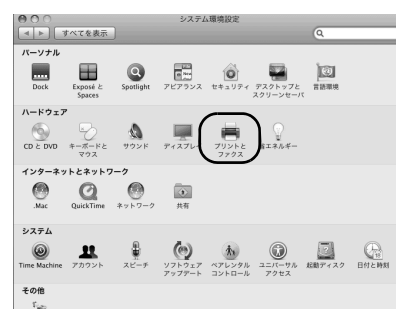 システム環境設定
すべてを表示
パーソナル
Dock
Exposé と
Spaces
Spotlight
アピアランス
セキュリティ
デスクトップと
スクリーンセーバ
言語環境
ハードウェア
CD と DVD
キーボードと
マウス
サウンド
ディスプレイ
プリントと
ファクス
省エネルギー
インターネットとネットワーク
.Mac
QuickTime
ネットワーク
共有
システム
Time Machine
アカウント
スピーチ
ソフトウェア
アップデート
ペアレンタル
コントロール
ユニバーサル
アクセス
起動ディスク
日付と時刻
その他